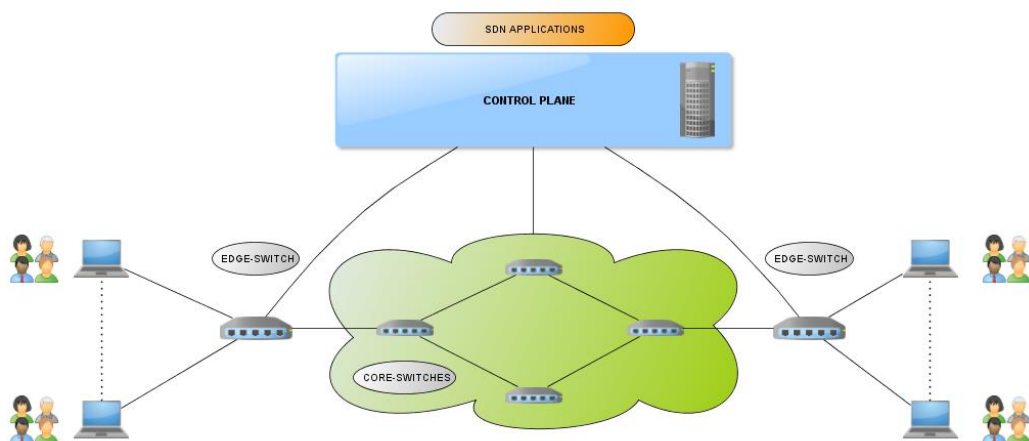 SDN APPLICATIONS
CONTROL PLANE
EDGE-SWITCH
EDGE-SWITCH
CORE-SWITCHES